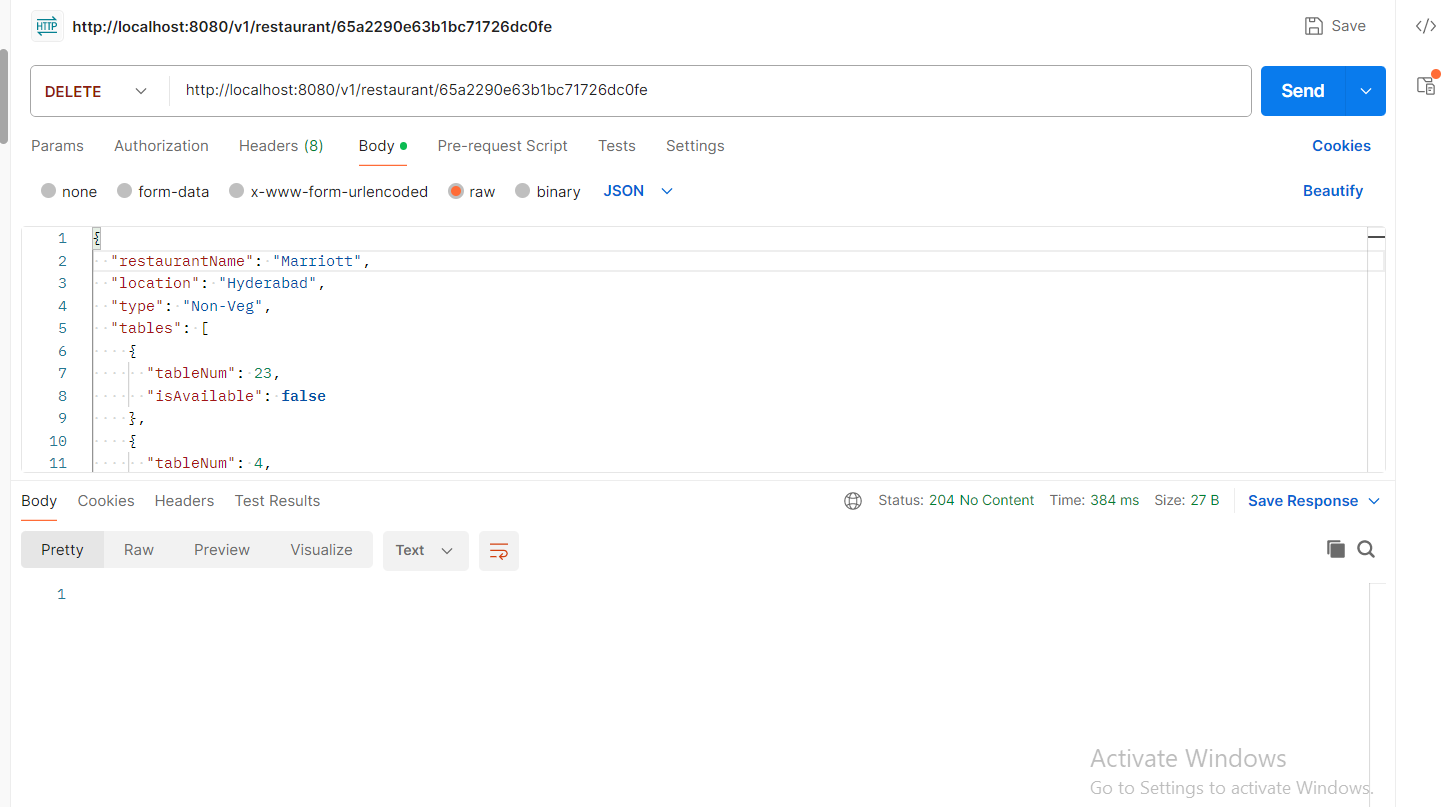 HTTP http://localhost:8080/v1/restaurant/65a2290e63b1bc71726dc0fe Save </>
DELETE http://localhost:8080/v1/restaurant/65a2290e63b1bc71726dc0fe Send
Params Authorization Headers (8) Body Pre-request Script Tests Settings Cookies
none form-data x-www-form-urlencoded raw binary JSON Beautify
1 {
2 "restaurantName": "Marriott",
3 "location": "Hyderabad",
4 "type": "Non-Veg",
5 "tables": [
6 {
7 "tableNum": 23,
8 "isAvailable": false
9 },
10 {
11 "tableNum": 4,
Body Cookies Headers Test Results Status: 204 No Content Time: 384 ms Size: 27 B Save Response
Pretty Raw Preview Visualize Text
1
Activate Windows
Go to Settings to activate Windows.